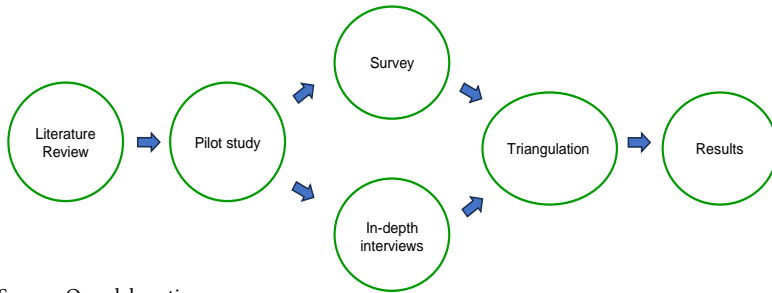 Literature
Review
Pilot study
Survey
In-depth
interviews
Triangulation
Results